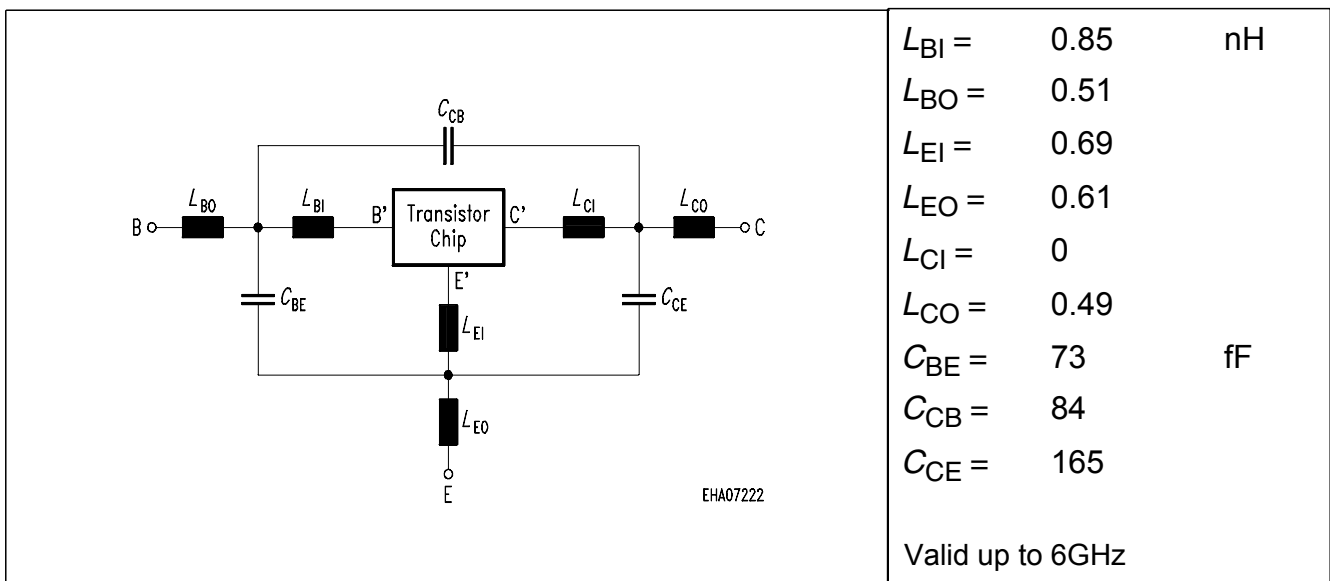 C_CB
L_BO
L_BI
B'
Transistor
Chip
C'
L_CI
L_CO
B
C
E'
C_BE
L_EI
C_CE
L_EO
E
EHA07222
L_BI = 0.85 nH
L_BO = 0.51
L_EI = 0.69
L_EO = 0.61
L_CI = 0
L_CO = 0.49
C_BE = 73 fF
C_CB = 84
C_CE = 165
Valid up to 6GHz